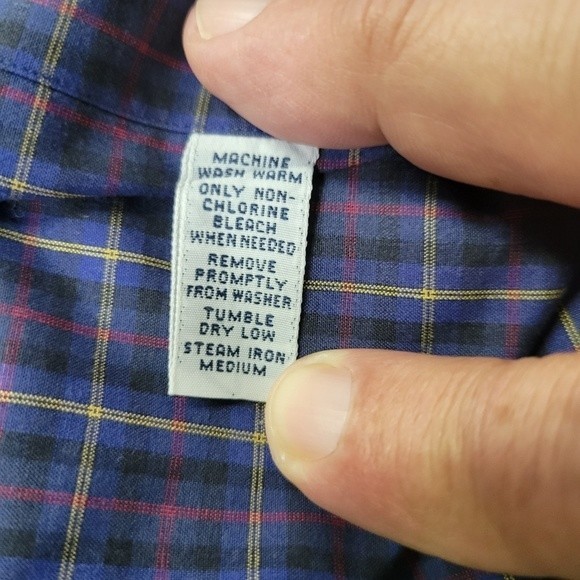 MACHINE
WASH WARM
ONLY NON-
CHLORINE
BLEACH
WHEN NEEDED
REMOVE
PROMPTLY
FROM WASHER
TUMBLE
DRY LOW
STEAM IRON
MEDIUM